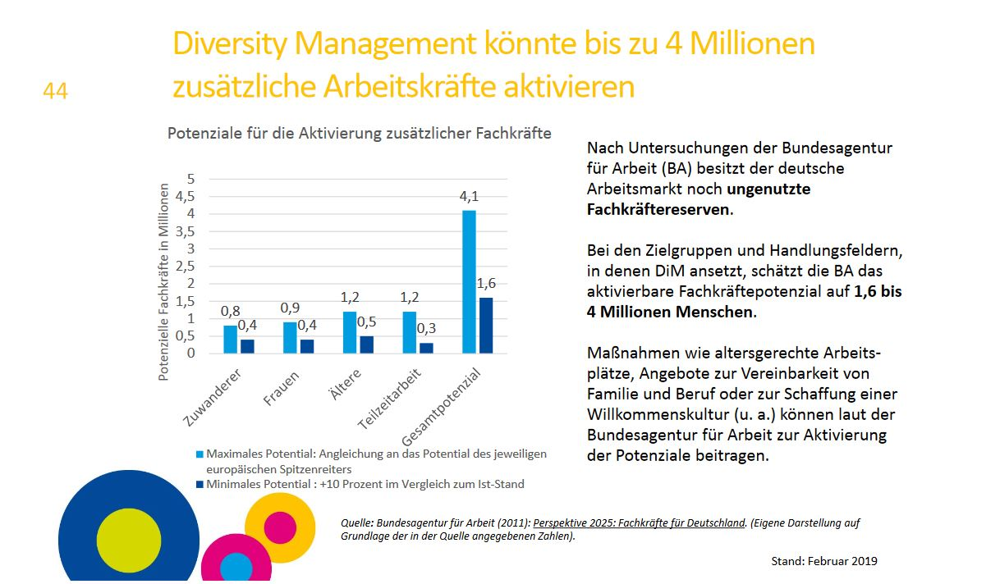 Diversity Management könnte bis zu 4 Millionen
zusätzliche Arbeitskräfte aktivieren
44
Potenziale für die Aktivierung zusätzlicher Fachkräfte
Potenzielle Fachkräfte in Millionen
5
4,5
4
3,5
3
2,5
2
1,5
1
0,5
0
0,8
0,4
0,9
0,4
1,2
0,5
1,2
0,3
4,1
1,6
Zuwanderer
Frauen
Ältere
Teilzeitarbeit
Gesamtpotenzial
Maximales Potential: Angleichung an das Potential des jeweiligen
europäischen Spitzenreiters
Minimales Potential : +10 Prozent im Vergleich zum Ist-Stand
Nach Untersuchungen der Bundesagentur
für Arbeit (BA) besitzt der deutsche
Arbeitsmarkt noch ungenutzte
Fachkräftereserven.
Bei den Zielgruppen und Handlungsfeldern,
in denen DiM ansetzt, schätzt die BA das
aktivierbare Fachkräftepotenzial auf 1,6 bis
4 Millionen Menschen.
Maßnahmen wie altersgerechte Arbeits-
plätze, Angebote zur Vereinbarkeit von
Familie und Beruf oder zur Schaffung einer
Willkommenskultur (u. a.) können laut der
Bundesagentur für Arbeit zur Aktivierung
der Potenziale beitragen.
Quelle: Bundesagentur für Arbeit (2011): Perspektive 2025: Fachkräfte für Deutschland. (Eigene Darstellung auf
Grundlage der in der Quelle angegebenen Zahlen).
Stand: Februar 2019